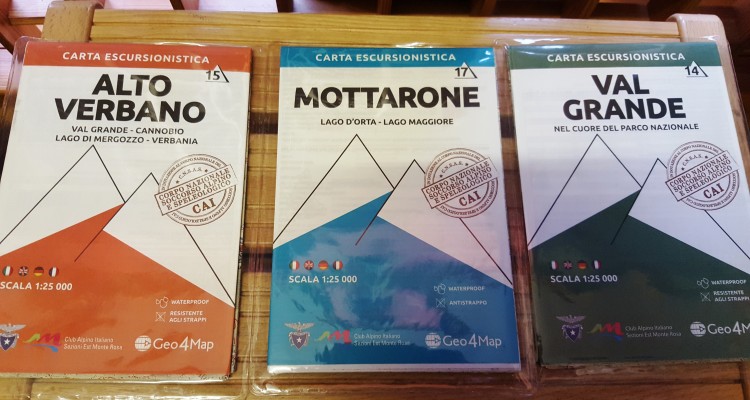 CARTA ESCURSIONISTICA
15
ALTO
VERBANO
VAL GRANDE - CANNOBIO
LAGO DI MERGOZZO - VERBANIA
C.N.S.A.S.
CORPO NAZIONALE
SOCCORSO ALPINO
E SPELEOLOGICO
CAI
SCALA 1:25 000
WATERPROOF
RESISTENTE
AGLI STRAPPI
Club Alpino Italiano
Sezioni Est Monte Rosa
Geo4Map
CARTA ESCURSIONISTICA
17
MOTTARONE
LAGO D'ORTA - LAGO MAGGIORE
C.N.S.A.S.
CORPO NAZIONALE
SOCCORSO ALPINO
E SPELEOLOGICO
CAI
SCALA 1:25 000
WATERPROOF
ANTISTRAPPO
Club Alpino Italiano
Sezioni Est Monte Rosa
Geo4Map
CARTA ESCURSIONISTICA
14
VAL
GRANDE
NEL CUORE DEL PARCO NAZIONALE
C.N.S.A.S.
CORPO NAZIONALE
SOCCORSO ALPINO
E SPELEOLOGICO
CAI
SCALA 1:25 000
WATERPROOF
RESISTENTE
AGLI STRAPPI
Club Alpino Italiano
Sezioni Est Monte Rosa
Geo4Map